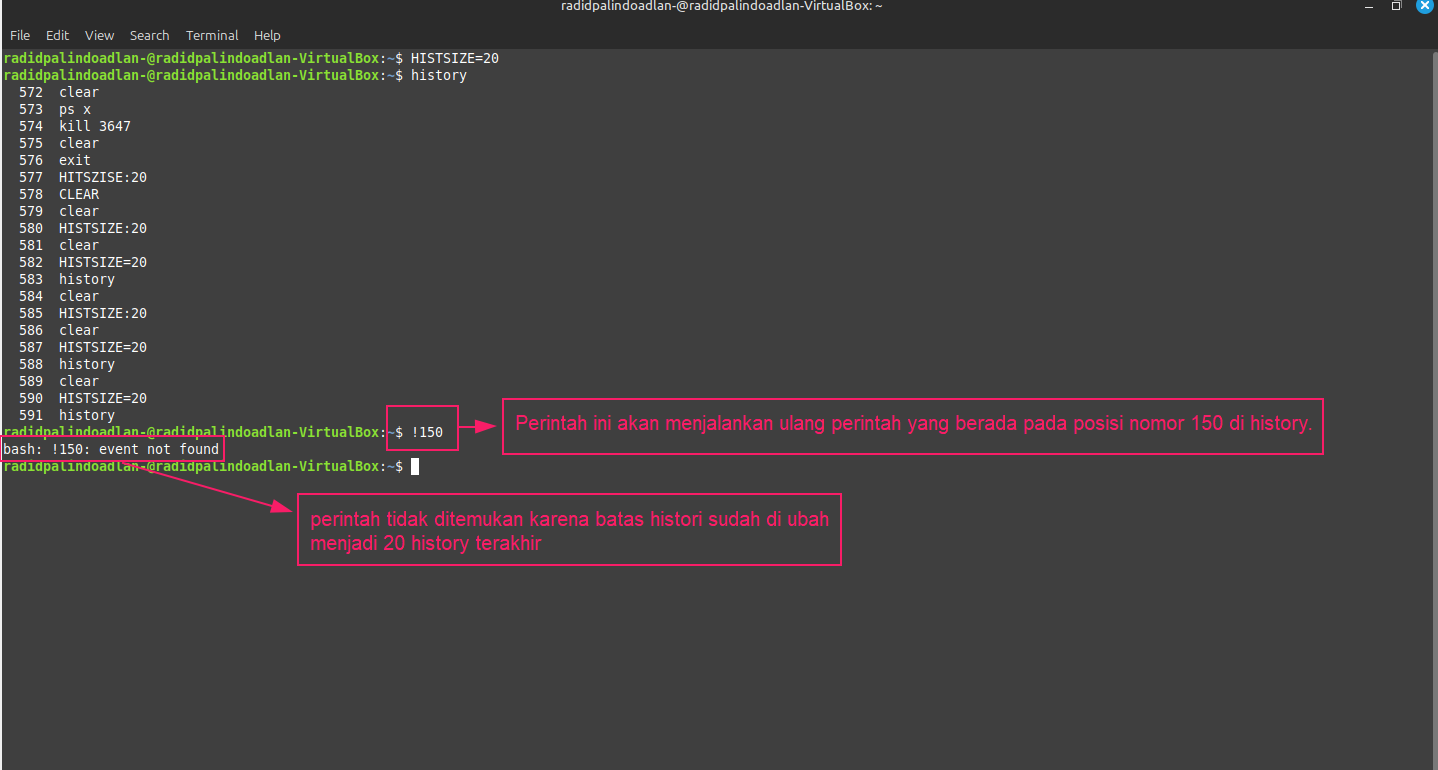 radidpalindoadlan-@radidpalindoadlan-VirtualBox: ~
File Edit View Search Terminal Help
radidpalindoadlan-@radidpalindoadlan-VirtualBox:~$ HISTSIZE=20
radidpalindoadlan-@radidpalindoadlan-VirtualBox:~$ history
572 clear
573 ps x
574 kill 3647
575 clear
576 exit
577 HITSZISE:20
578 CLEAR
579 clear
580 HISTSIZE:20
581 clear
582 HISTSIZE=20
583 history
584 clear
585 HISTSIZE:20
586 clear
587 HISTSIZE=20
588 history
589 clear
590 HISTSIZE=20
591 history
radidpalindoadlan-@radidpalindoadlan-VirtualBox:~$ !150
Perintah ini akan menjalankan ulang perintah yang berada pada posisi nomor 150 di history.
bash: !150: event not found
radidpalindoadlan-@radidpalindoadlan-VirtualBox:~$
perintah tidak ditemukan karena batas histori sudah di ubah
menjadi 20 history terakhir